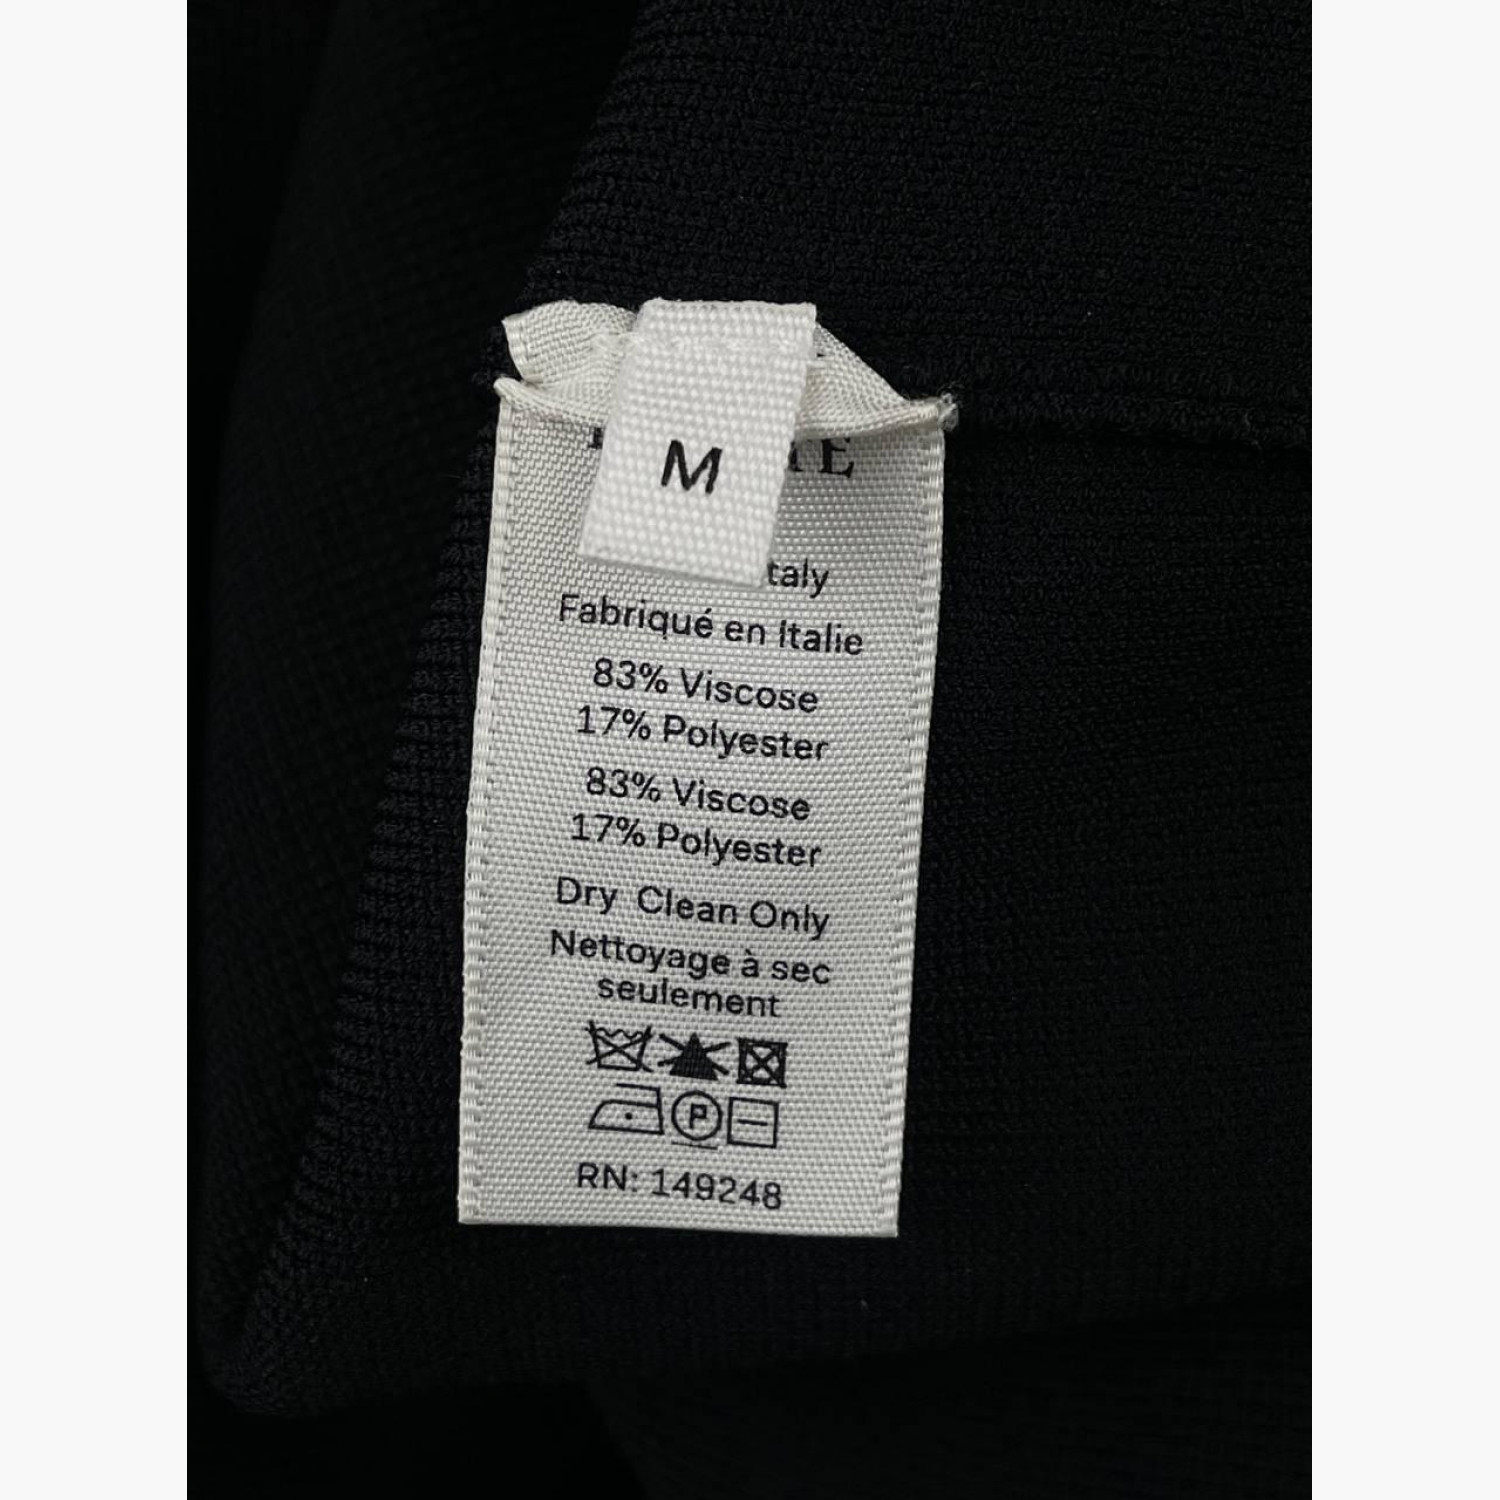 M
taly
Fabriqué en Italie
83% Viscose
17% Polyester
83% Viscose
17% Polyester
Dry Clean Only
Nettoyage à sec
seulement
P
RN: 149248